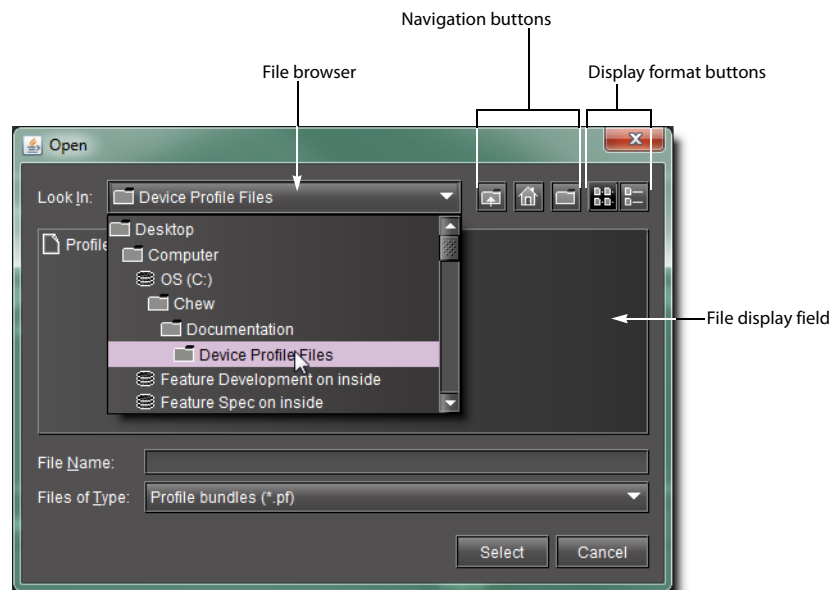 Navigation buttons
File browser
Display format buttons
Open
Look In: Device Profile Files
Desktop
Profile
Computer
OS (C:)
Chew
Documentation
File display field
Device Profile Files
Feature Development on inside
Feature Spec on inside
File Name:
Files of Type: Profile bundles (*.pf)
Select Cancel